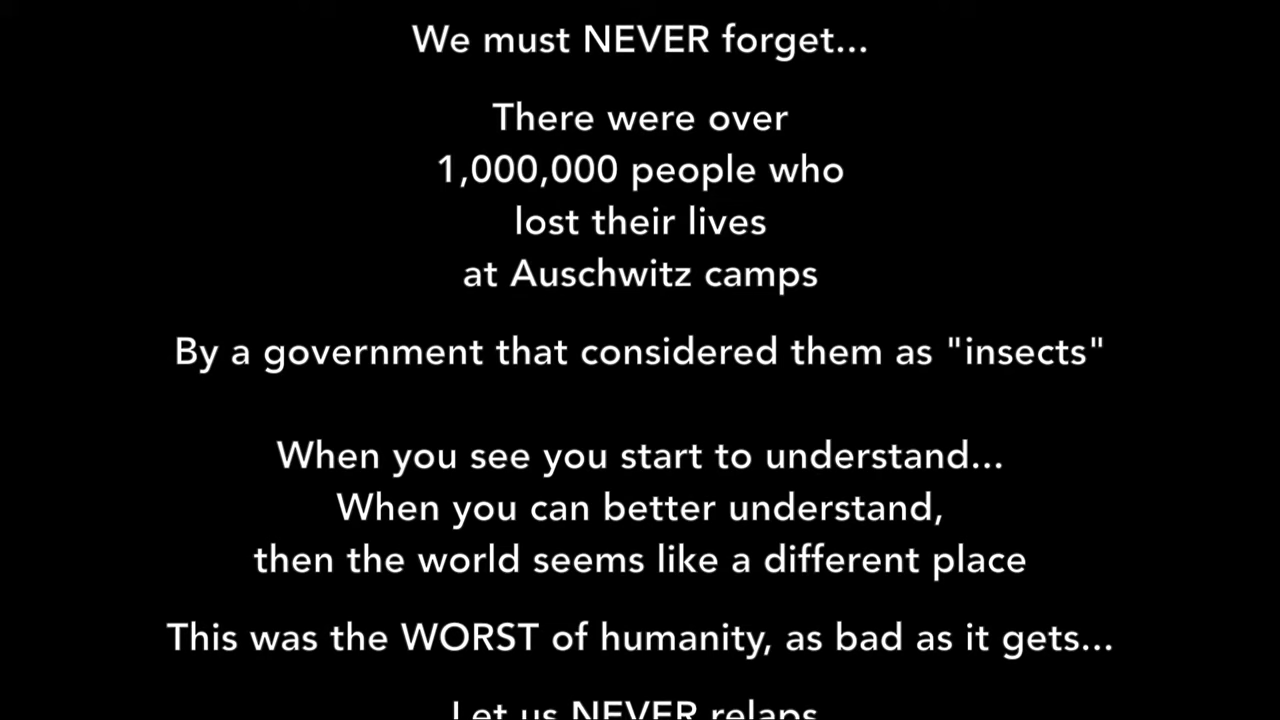 We must NEVER forget...
There were over
1,000,000 people who
lost their lives
at Auschwitz camps
By a government that considered them as "insects"
When you see you start to understand...
When you can better understand,
then the world seems like a different place
This was the WORST of humanity, as bad as it gets...
Let us NEVER relaps